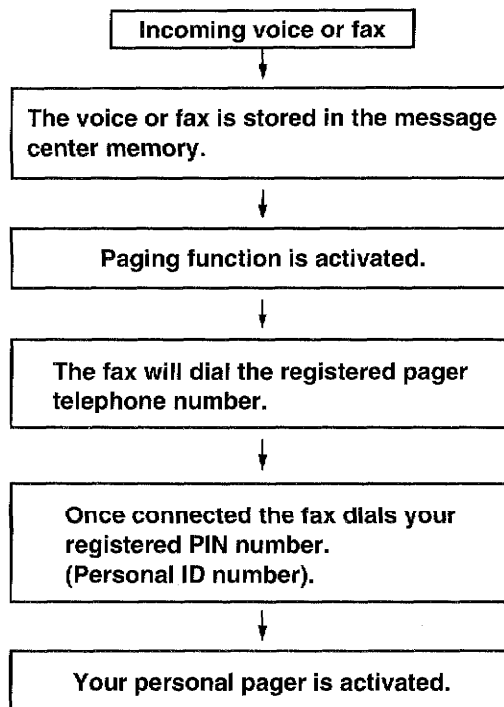 Incoming voice or fax
The voice or fax is stored in the message
center memory.
Paging function is activated.
The fax will dial the registered pager
telephone number.
Once connected the fax dials your
registered PIN number.
(Personal ID number).
Your personal pager is activated.